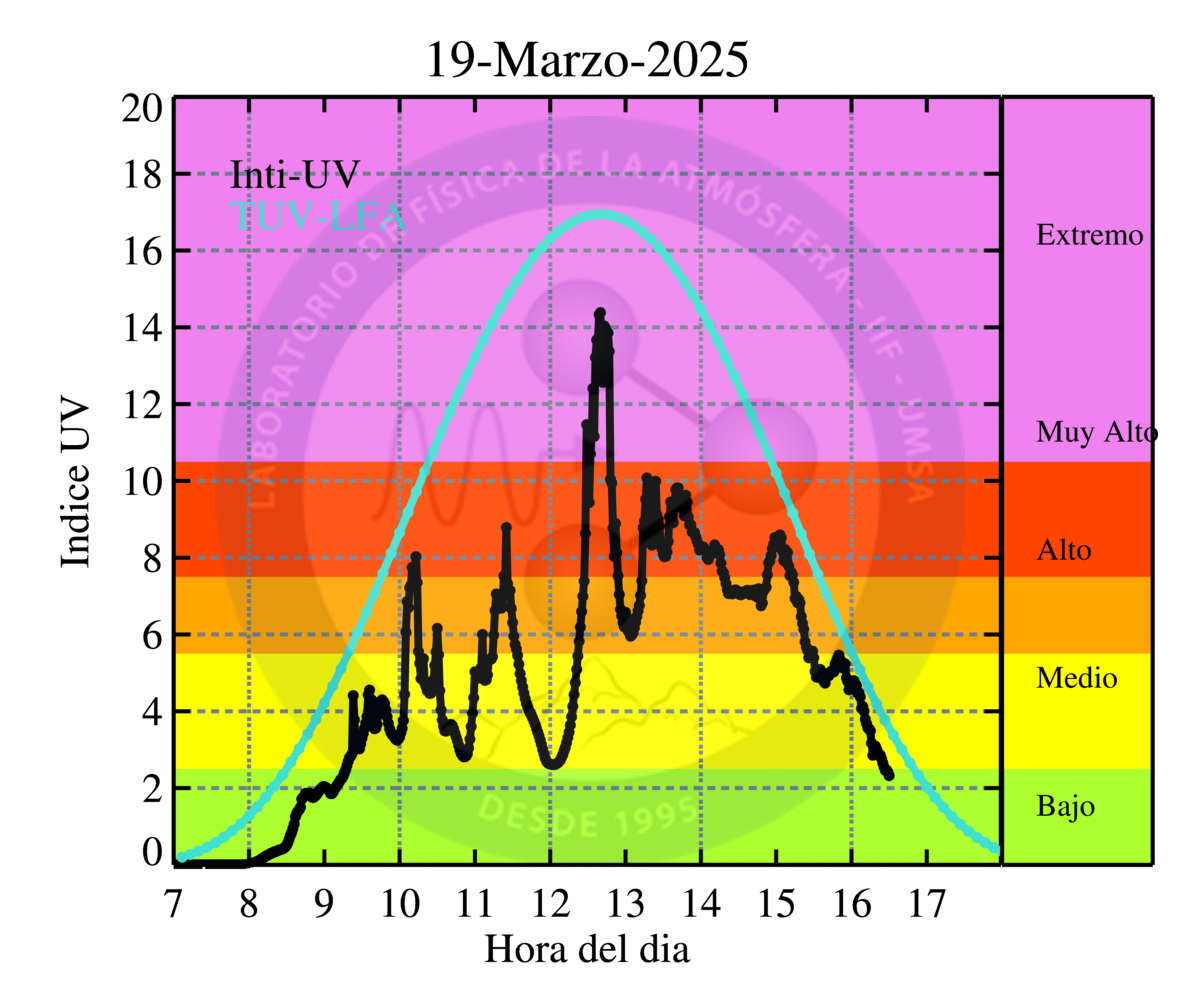 19-Marzo-2025
Inti-UV
TUV-LFA
LABORATORIO DE FÍSICA DE LA ATMÓSFERA - IIF - UMSA
DESDE 1995
Indice UV
20
18
16
14
12
10
8
6
4
2
0
7 8 9 10 11 12 13 14 15 16 17
Hora del dia
Extremo
Muy Alto
Alto
Medio
Bajo